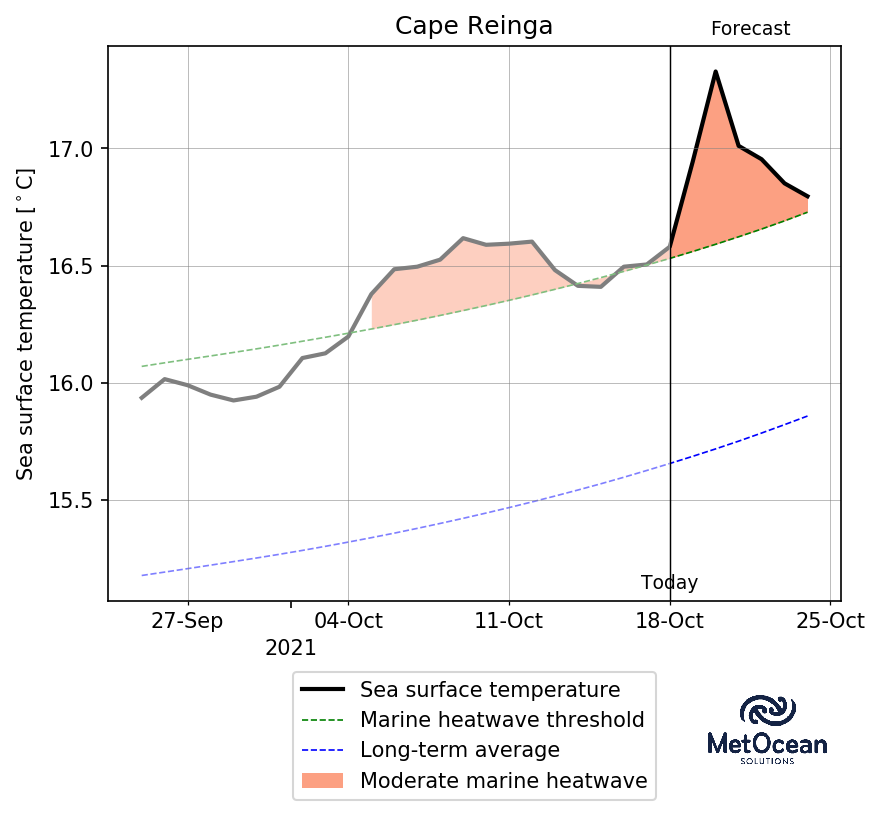 Cape Reinga
Forecast
Sea surface temperature [°C]
17.0
16.5
16.0
15.5
Today
27-Sep 04-Oct 11-Oct 18-Oct 25-Oct
2021
Sea surface temperature
Marine heatwave threshold
Long-term average
Moderate marine heatwave
MetOcean
SOLUTIONS